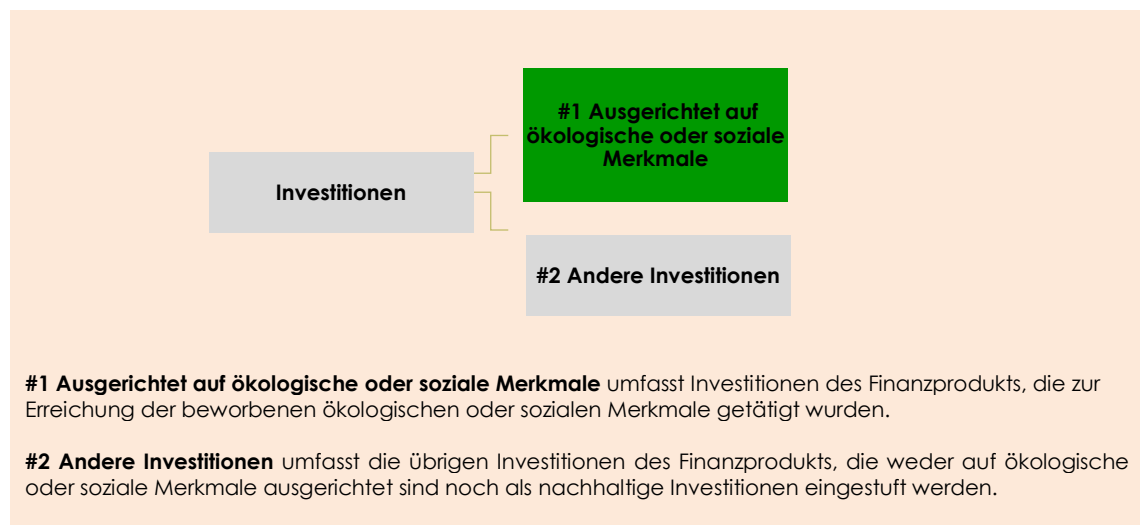 #1 Ausgerichtet auf
ökologische oder soziale
Merkmale
Investitionen
#2 Andere Investitionen
#1 Ausgerichtet auf ökologische oder soziale Merkmale umfasst Investitionen des Finanzprodukts, die zur
Erreichung der beworbenen ökologischen oder sozialen Merkmale getätigt wurden.
#2 Andere Investitionen umfasst die übrigen Investitionen des Finanzprodukts, die weder auf ökologische
oder soziale Merkmale ausgerichtet sind noch als nachhaltige Investitionen eingestuft werden.